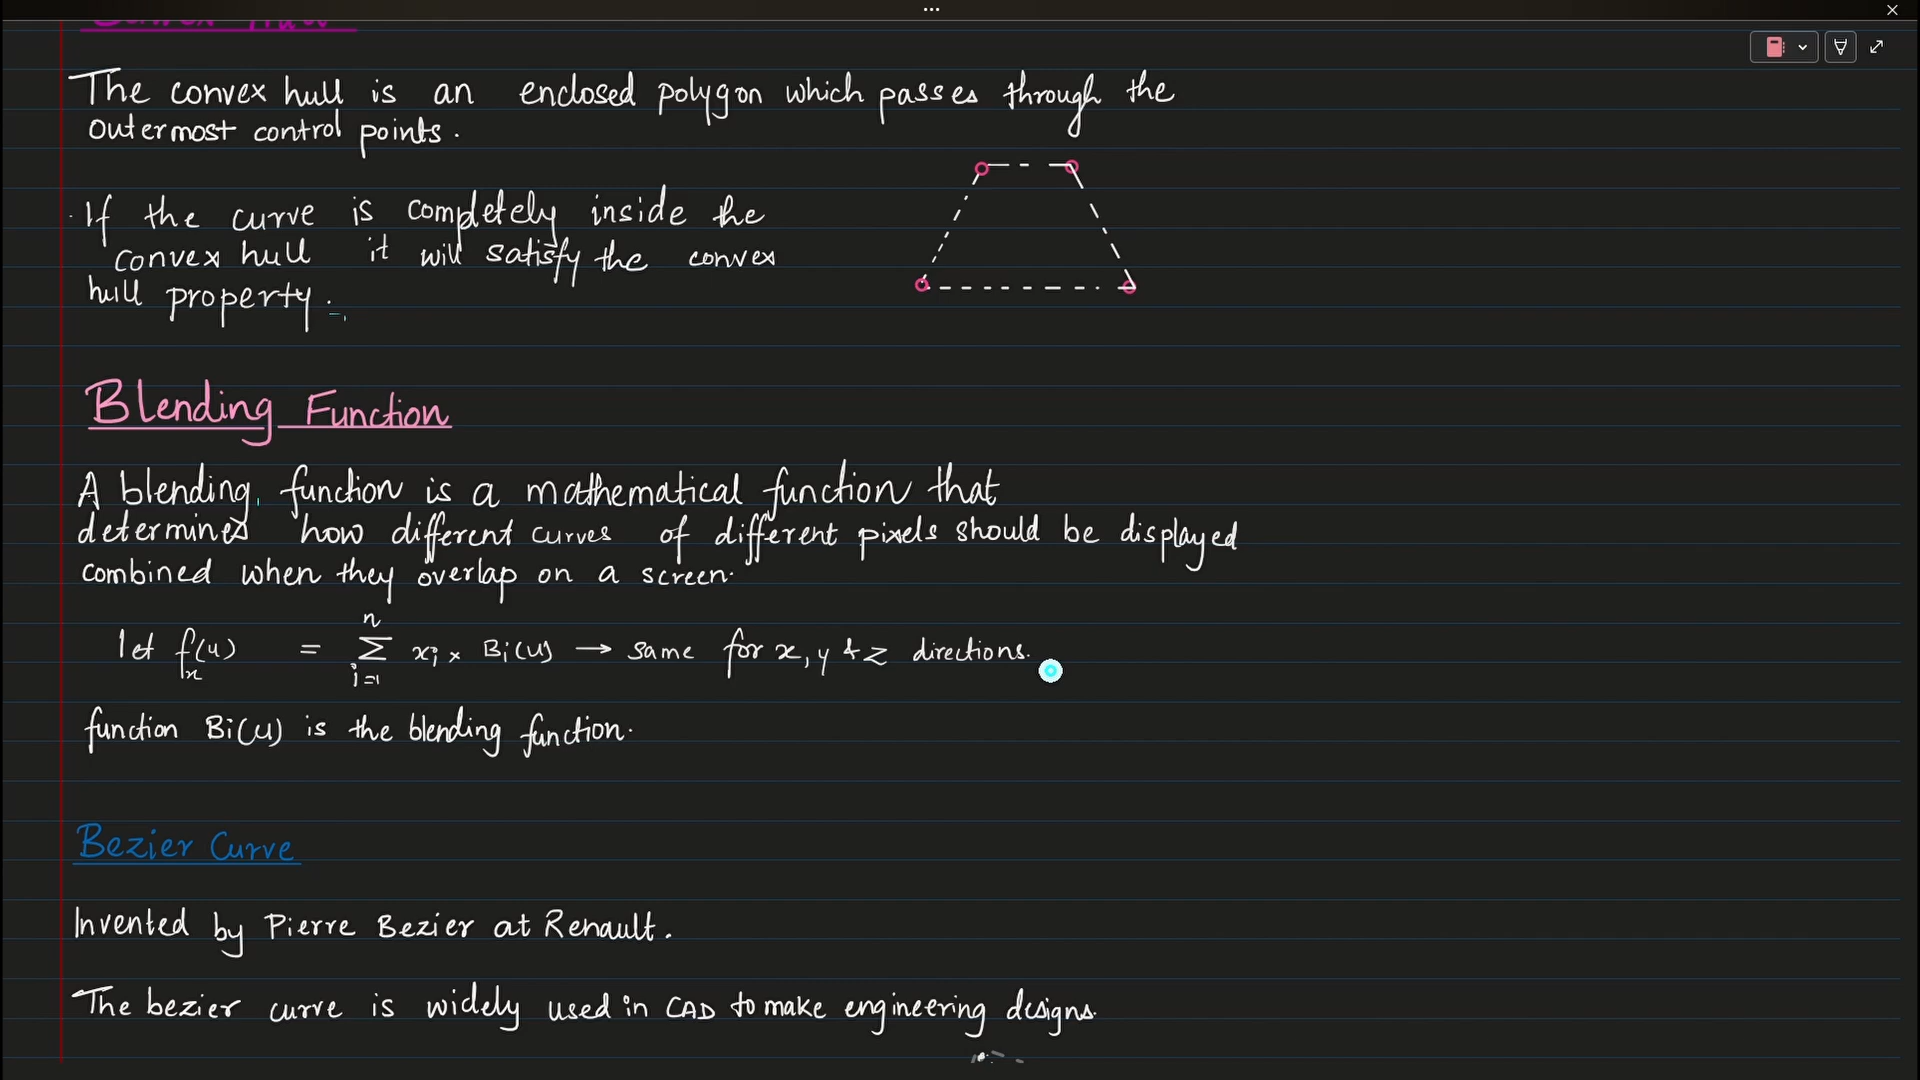 Convex Hull
The convex hull is an enclosed polygon which passes through the
outermost control points.
If the curve is completely inside the
convex hull it will satisfy the convex
hull property.
Blending Function
A blending function is a mathematical function that
determines how different curves of different pixels should be displayed
combined when they overlap on a screen.
let fx(u) = n∑i=1 xi × Bi(u) → same for x, y & z directions.
function Bi(u) is the blending function.
Bezier Curve
Invented by Pierre Bezier at Renault.
The bezier curve is widely used in CAD to make engineering designs.